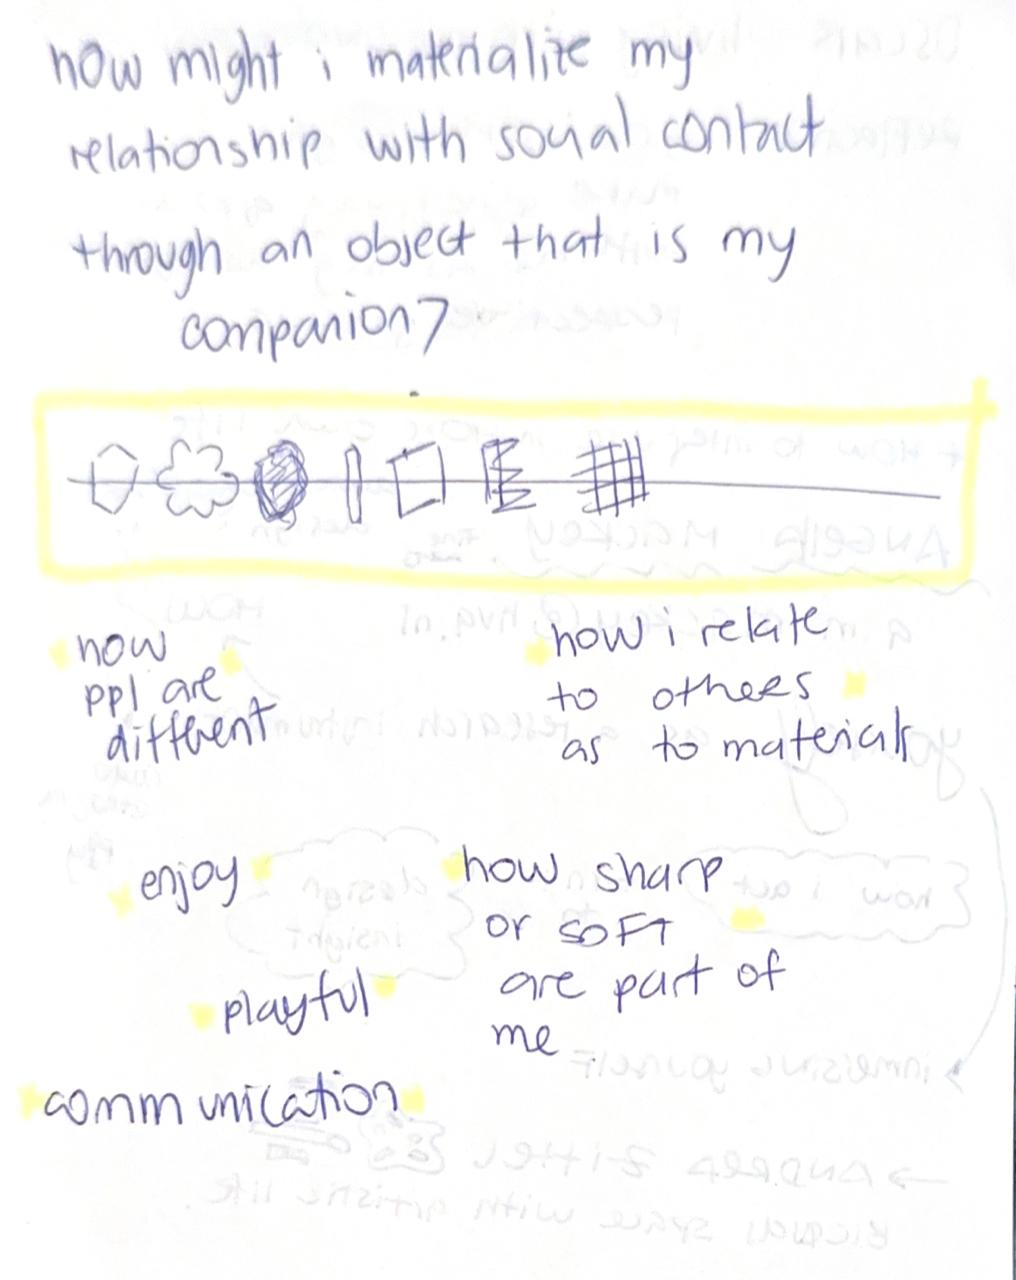 how might i materialize my
relationship with social contact
through an object that is my
companion?
how
ppl are
different
how i relate
to others
as to materials
enjoy
how sharp
or soft
are part of
me
playful
communication